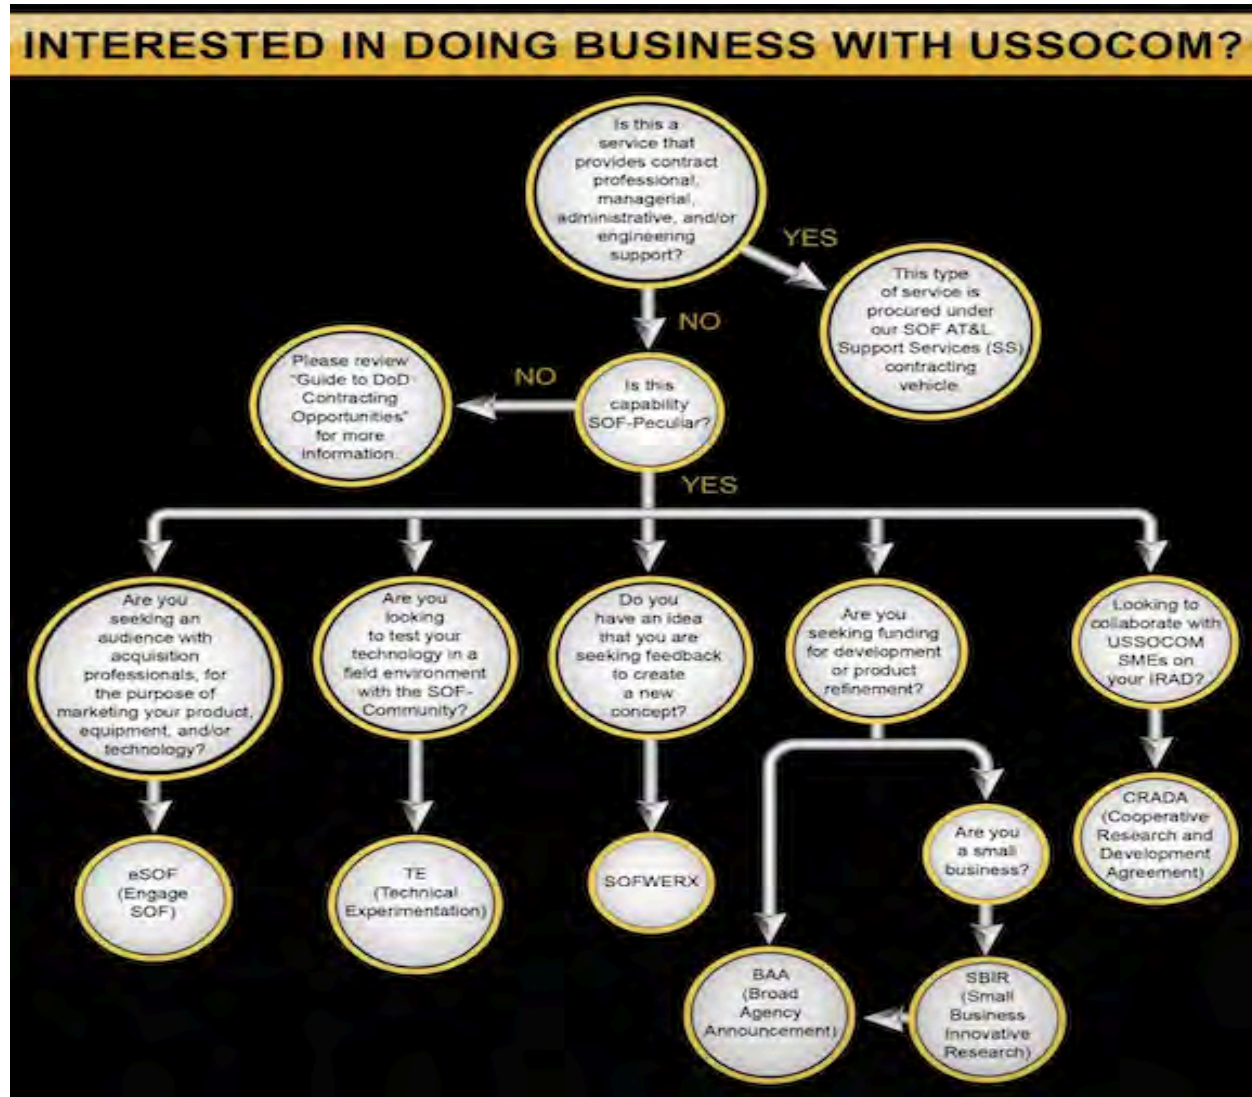 INTERESTED IN DOING BUSINESS WITH USSOCOM?
Is this a
service that
provides contract
professional,
managerial,
administrative, and/or
engineering
support?
YES
This type
of service is
procured under
our SOF AT&L
Support Services (SS)
contracting
vehicle.
NO
Is this
capability
SOF-Peculiar?
NO
Please review
"Guide to DoD
Contracting
Opportunities"
for more
information.
YES
Are you
seeking an
audience with
acquisition
professionals, for
the purpose of
marketing your product,
equipment, and/or
technology?
Are you
looking
to test your
technology in a
field environment
with the SOF-
Community?
Do you
have an idea
that you are
seeking feedback
to create
a new
concept?
Are you
seeking funding
for development
or product
refinement?
Looking to
collaborate with
USSOCOM
SMEs on
your IRAD?
eSOF
(Engage
SOF)
TE
(Technical
Experimentation)
SOFWERX
Are you
a small
business?
CRADA
(Cooperative
Research and
Development
Agreement)
BAA
(Broad
Agency
Announcement)
SBIR
(Small
Business
Innovative
Research)